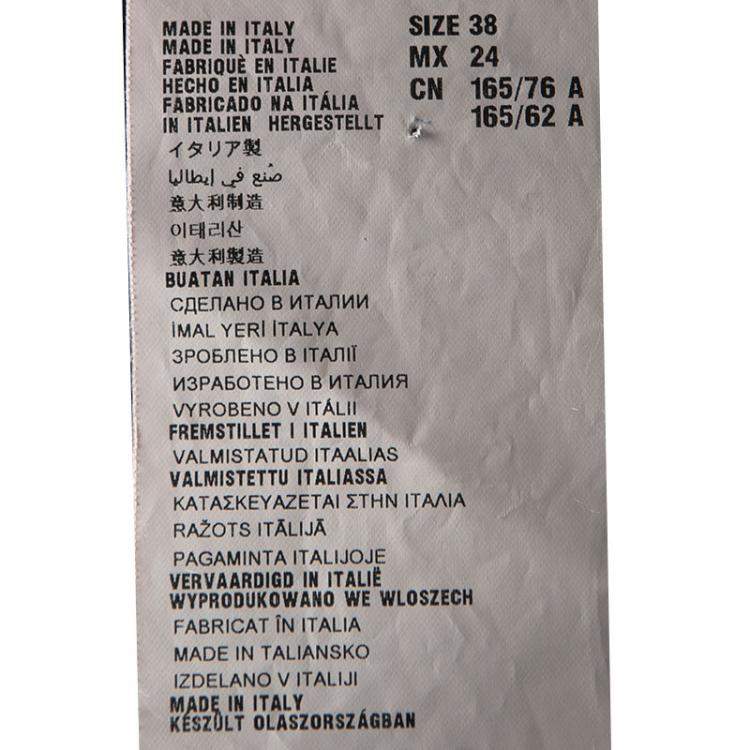 MADE IN ITALY
MADE IN ITALY
FABRIQUÈ EN ITALIE
HECHO EN ITALIA
FABRICADO NA ITÁLIA
IN ITALIEN HERGESTELLT
イタリア製
صُنع في إيطاليا
意大利制造
이태리산
意大利製造
BUATAN ITALIA
СДЕЛАНО В ИТАЛИИ
İMAL YERİ İTALYA
ЗРОБЛЕНО В ІТАЛІЇ
ИЗРАБОТЕНО В ИТАЛИЯ
VYROBENO V ITÁLII
FREMSTILLET I ITALIEN
VALMISTATUD ITAALIAS
VALMISTETTU ITALIASSA
ΚΑΤΑΣΚΕΥΑΖΕΤΑΙ ΣΤΗΝ ΙΤΑΛΙΑ
RAŽOTS ITĀLIJĀ
PAGAMINTA ITALIJOJE
VERVAARDIGD IN ITALIË
WYPRODUKOWANO WE WLOSZECH
FABRICAT ÎN ITALIA
MADE IN TALIANSKO
IZDELANO V ITALIJI
MADE IN ITALY
KÉSZÜLT OLASZORSZÁGBAN
SIZE 38
MX 24
CN 165/76 A
165/62 A